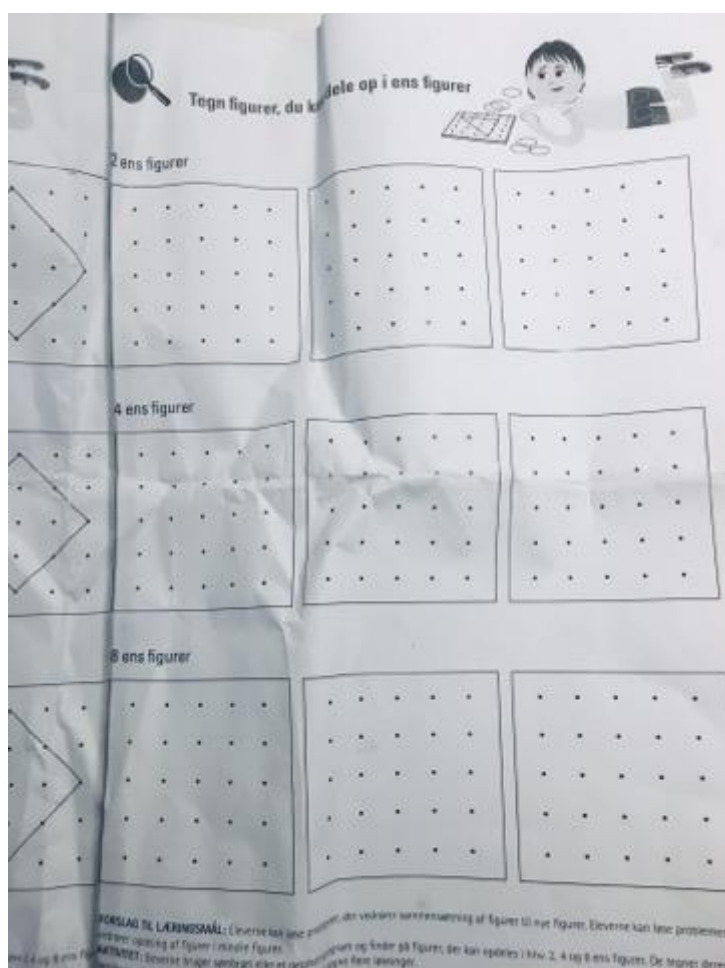 Tegn figurer, du kan dele op i ens figurer
2 ens figurer
4 ens figurer
8 ens figurer
FORSLAG TIL LÆRINGSMÅL: Eleverne kan løse der vedrører sammensætning af figurer til nye figurer. Eleverne kan løse problemer
opdeling af figurer i mindre figurer.
AKTIVITET: Eleverne bruger sømbræt eller et og finder på figurer, der kan opdeles i hhv. 2, 4 og 8 ens figurer. De tegner
flere løsninger.